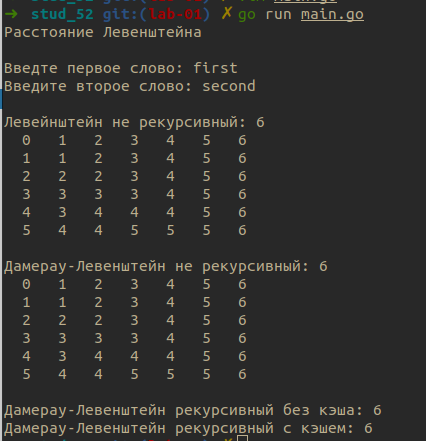 ➜ stud_52 git:(lab-01) ✗ go run main.go
Расстояние Левенштейна
Введте первое слово: first
Введите второе слово: second
Левейнштейн не рекурсивный: 6
0 1 2 3 4 5 6
1 1 2 3 4 5 6
2 2 2 3 4 5 6
3 3 3 3 4 5 6
4 3 4 4 4 5 6
5 4 4 5 5 5 6
Дамерау-Левенштейн не рекурсивный: 6
0 1 2 3 4 5 6
1 1 2 3 4 5 6
2 2 2 3 4 5 6
3 3 3 3 4 5 6
4 3 4 4 4 5 6
5 4 4 5 5 5 6
Дамерау-Левенштейн рекурсивный без кэша: 6
Дамерау-Левенштейн рекурсивный с кэшем: 6